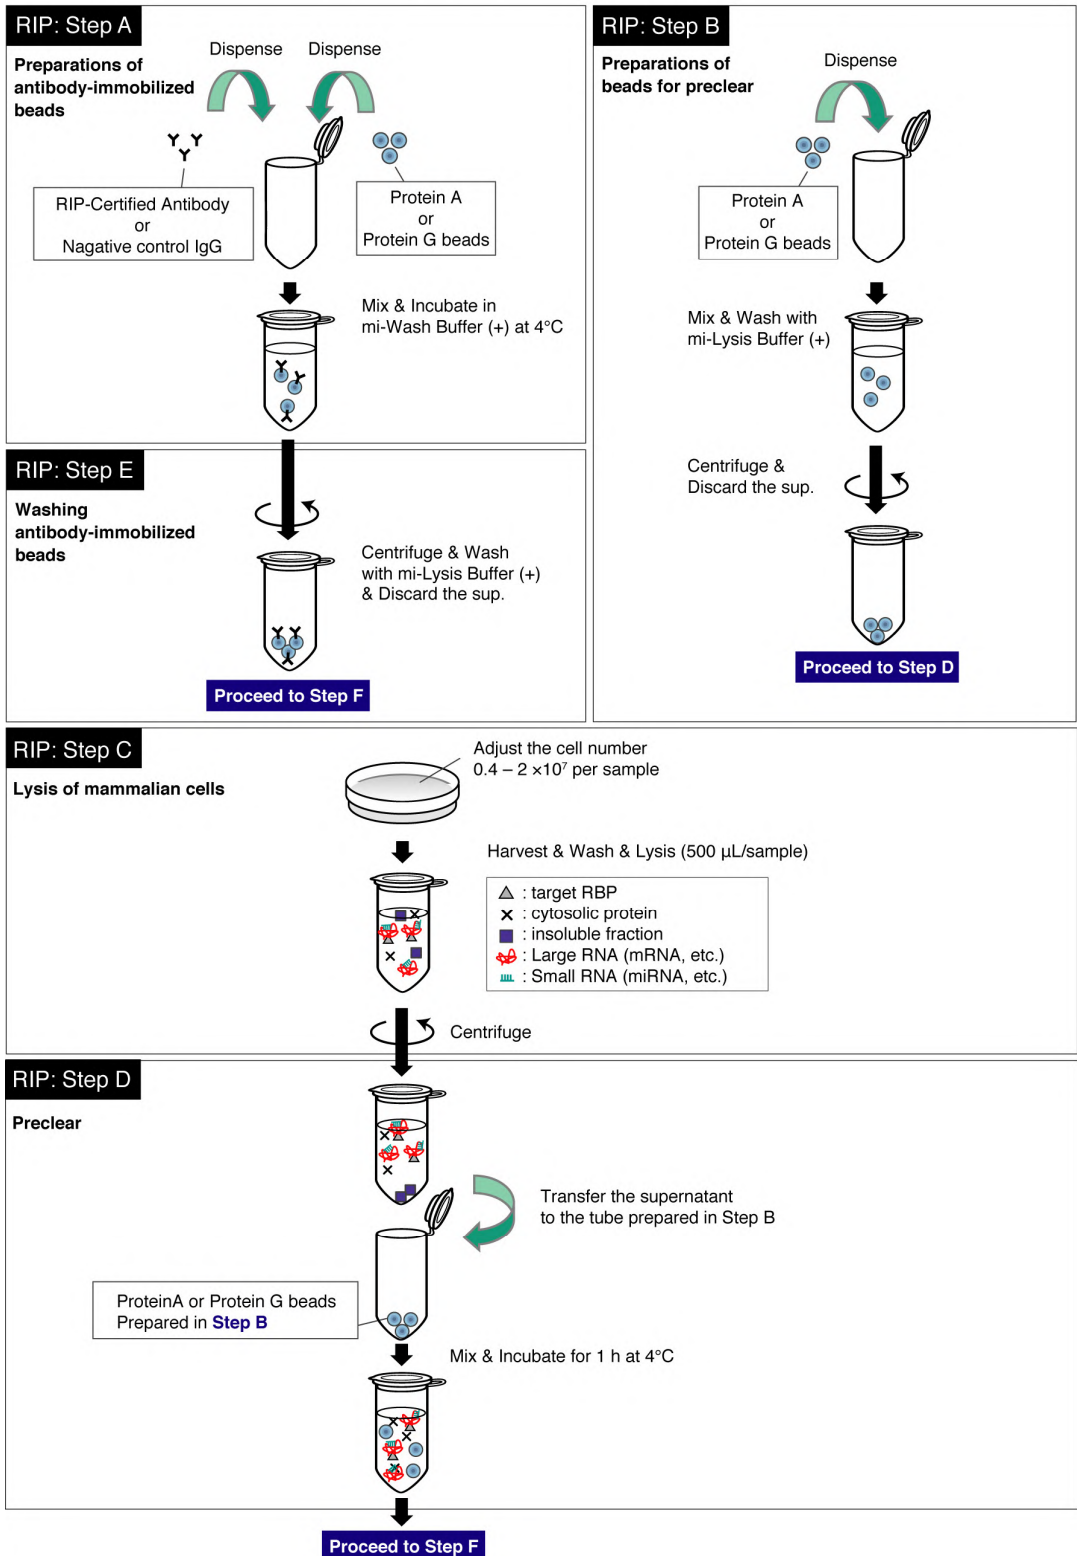 RIP: Step A
Preparations of
antibody-immobilized
beads
Dispense
Dispense
RIP-Certified Antibody
or
Nagative control IgG
Protein A
or
Protein G beads
Mix & Incubate in
mi-Wash Buffer (+) at 4°C
RIP: Step B
Preparations of
beads for preclear
Dispense
Protein A
or
Protein G beads
Mix & Wash with
mi-Lysis Buffer (+)
Centrifuge &
Discard the sup.
Proceed to Step D
RIP: Step E
Washing
antibody-immobilized
beads
Centrifuge & Wash
with mi-Lysis Buffer (+)
& Discard the sup.
Proceed to Step F
RIP: Step C
Lysis of mammalian cells
Adjust the cell number
0.4 – 2 ×10⁷ per sample
Harvest & Wash & Lysis (500 µL/sample)
: target RBP
: cytosolic protein
: insoluble fraction
: Large RNA (mRNA, etc.)
: Small RNA (miRNA, etc.)
Centrifuge
RIP: Step D
Preclear
Transfer the supernatant
to the tube prepared in Step B
ProteinA or Protein G beads
Prepared in Step B
Mix & Incubate for 1 h at 4°C
Proceed to Step F